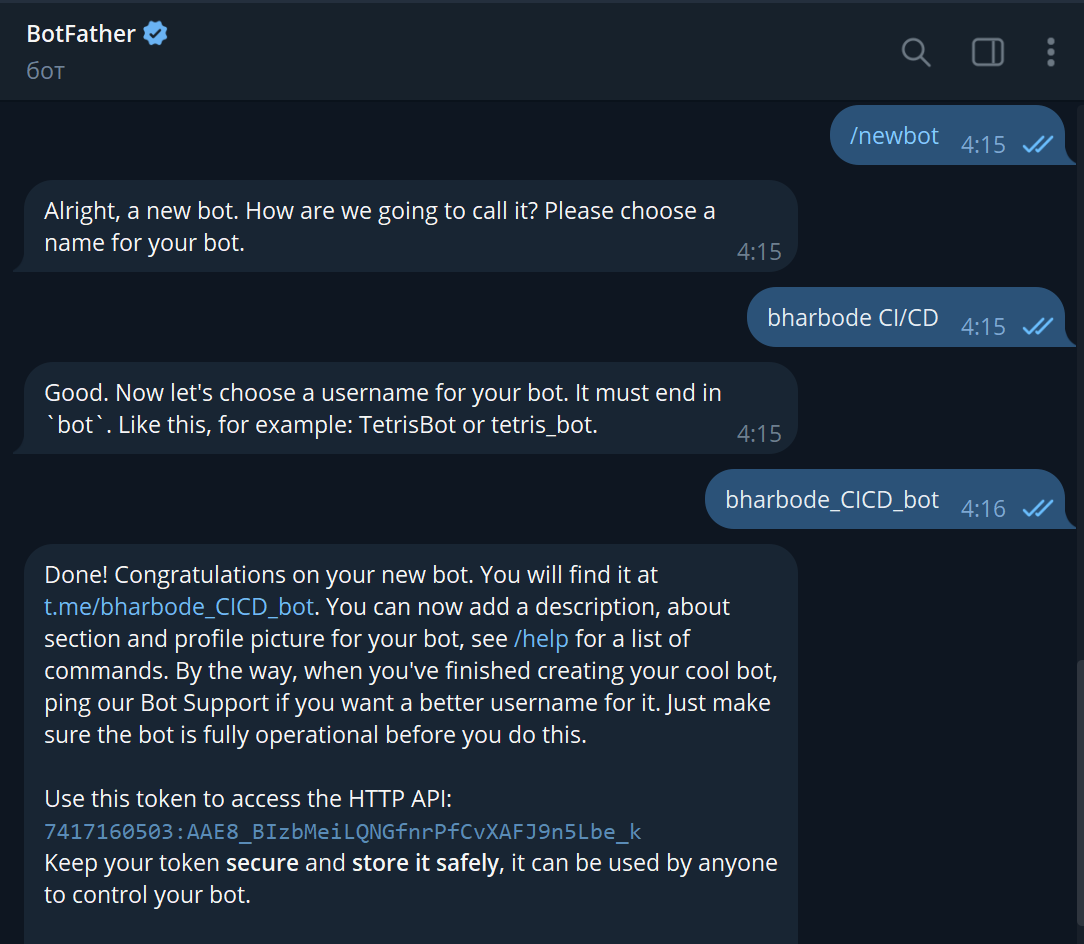 BotFather
бот
/newbot 4:15
Alright, a new bot. How are we going to call it? Please choose a
name for your bot.
4:15
bharbode CI/CD 4:15
Good. Now let's choose a username for your bot. It must end in
`bot`. Like this, for example: TetrisBot or tetris_bot.
4:15
bharbode_CICD_bot 4:16
Done! Congratulations on your new bot. You will find it at
t.me/bharbode_CICD_bot. You can now add a description, about
section and profile picture for your bot, see /help for a list of
commands. By the way, when you've finished creating your cool bot,
ping our Bot Support if you want a better username for it. Just make
sure the bot is fully operational before you do this.
Use this token to access the HTTP API:
7417160503:AAE8_BIzbMeiLQNGfnrPfCvXAFJ9n5Lbe_k
Keep your token secure and store it safely, it can be used by anyone
to control your bot.